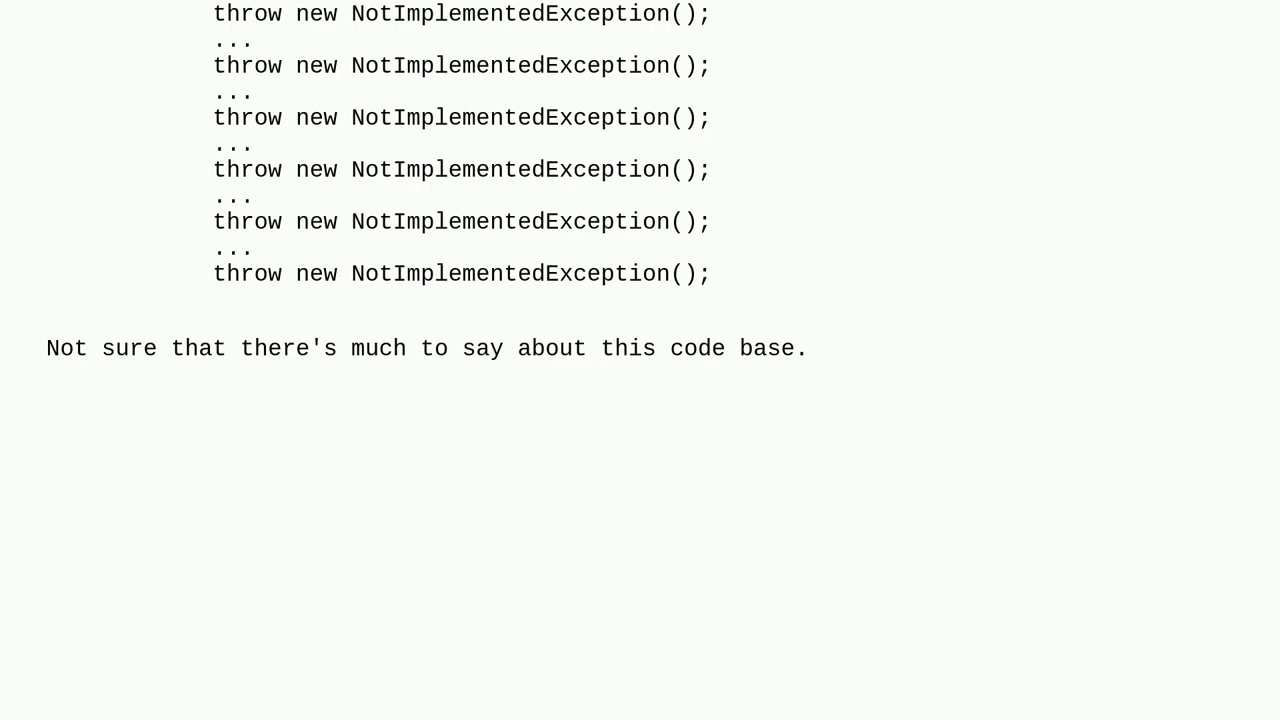 throw new NotImplementedException();
...
throw new NotImplementedException();
...
throw new NotImplementedException();
...
throw new NotImplementedException();
...
throw new NotImplementedException();
...
throw new NotImplementedException();
Not sure that there's much to say about this code base.